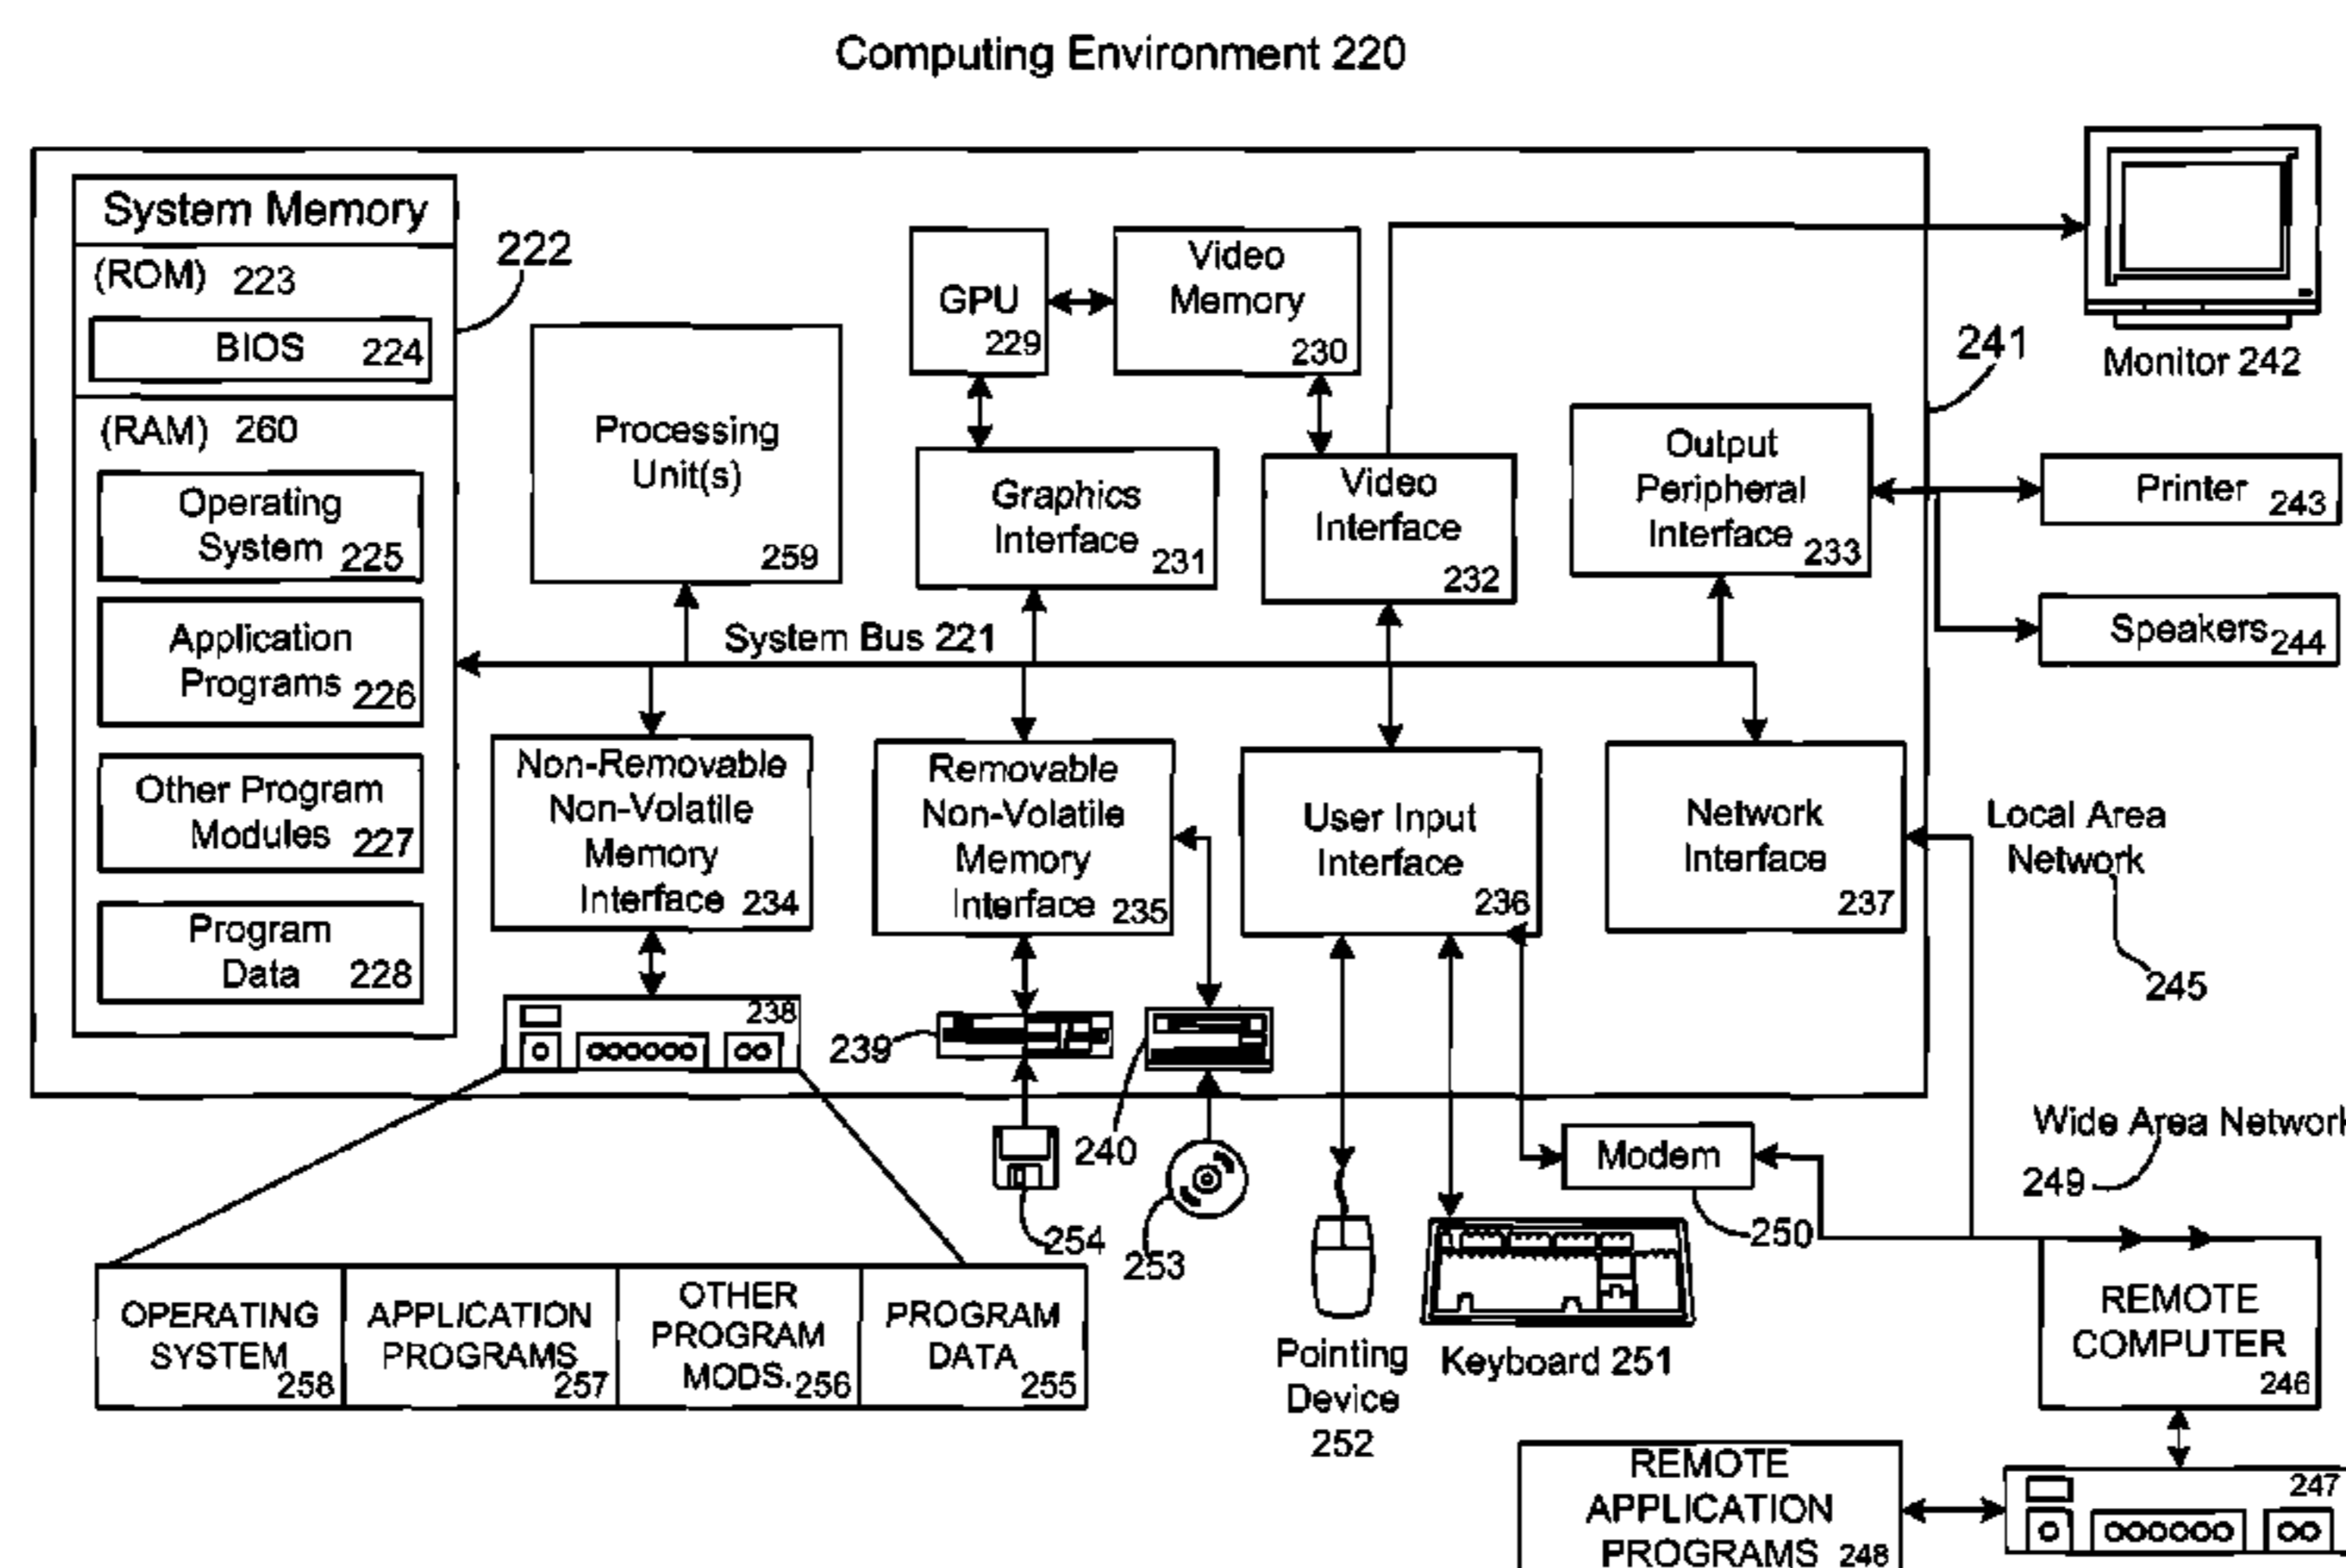 Computing Environment 220
System Memory
(ROM) 223
BIOS 224
222
(RAM) 260
Operating
System 225
Application
Programs 226
Other Program
Modules 227
Program
Data 228
Processing
Unit(s)
259
GPU
229
Video
Memory
230
Graphics
Interface
231
Video
Interface
232
Output
Peripheral
Interface 233
241
Monitor 242
Printer 243
Speakers 244
System Bus 221
Non-Removable
Non-Volatile
Memory
Interface 234
Removable
Non-Volatile
Memory
Interface 235
User Input
Interface
236
Network
Interface
237
Local Area
Network
245
238
239
240
254
253
Modem
250
Wide Area Network
249
OPERATING
SYSTEM
258
APPLICATION
PROGRAMS
257
OTHER
PROGRAM
MODS. 256
PROGRAM
DATA
255
Pointing
Device
252
Keyboard 251
REMOTE
COMPUTER
246
REMOTE
APPLICATION
PROGRAMS 248
247